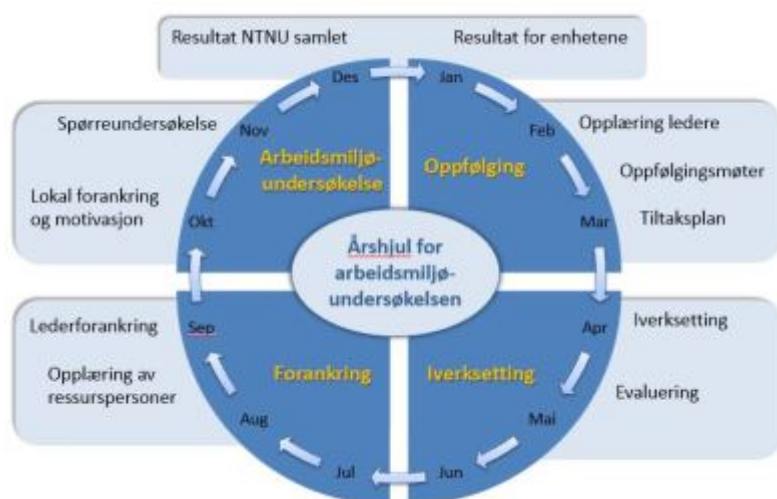 Resultat NTNU samlet
Resultat for enhetene
Des
Jan
Nov
Feb
Spørreundersøkelse
Arbeidsmiljø-
undersøkelse
Oppfølging
Opplæring ledere
Oppfølgingsmøter
Lokal forankring
og motivasjon
Okt
Mar
Tiltaksplan
Årshjul for
arbeidsmiljø-
undersøkelsen
Lederforankring
Sep
Apr
Iverksetting
Opplæring av
ressurspersoner
Forankring
Iverksetting
Evaluering
Aug
Mai
Jul
Jun